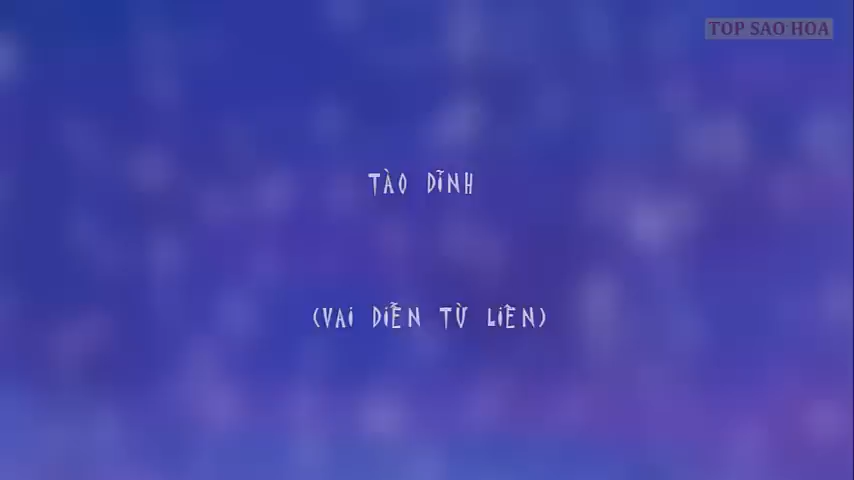 TOP SAO HOA
TÀO DĨNH
(VAI DIỄN TỪ LIÊN)